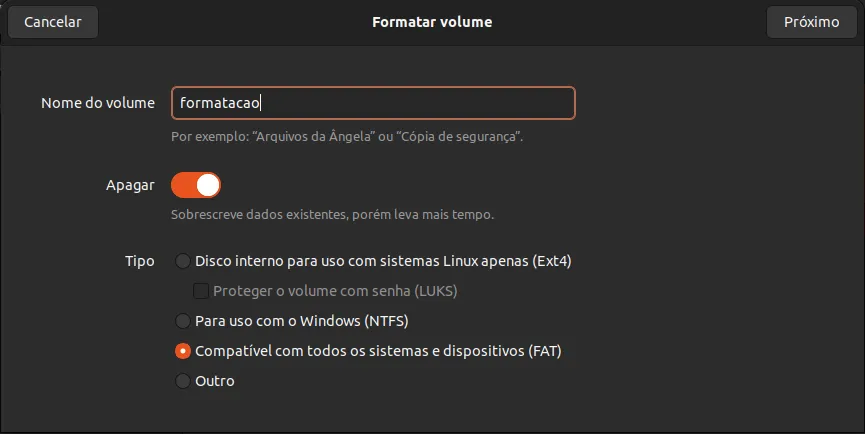 Cancelar
Formatar volume
Próximo
Nome do volume
formatacao
Por exemplo: “Arquivos da Ângela” ou “Cópia de segurança”.
Apagar
Sobrescreve dados existentes, porém leva mais tempo.
Tipo
Disco interno para uso com sistemas Linux apenas (Ext4)
Proteger o volume com senha (LUKS)
Para uso com o Windows (NTFS)
Compatível com todos os sistemas e dispositivos (FAT)
Outro